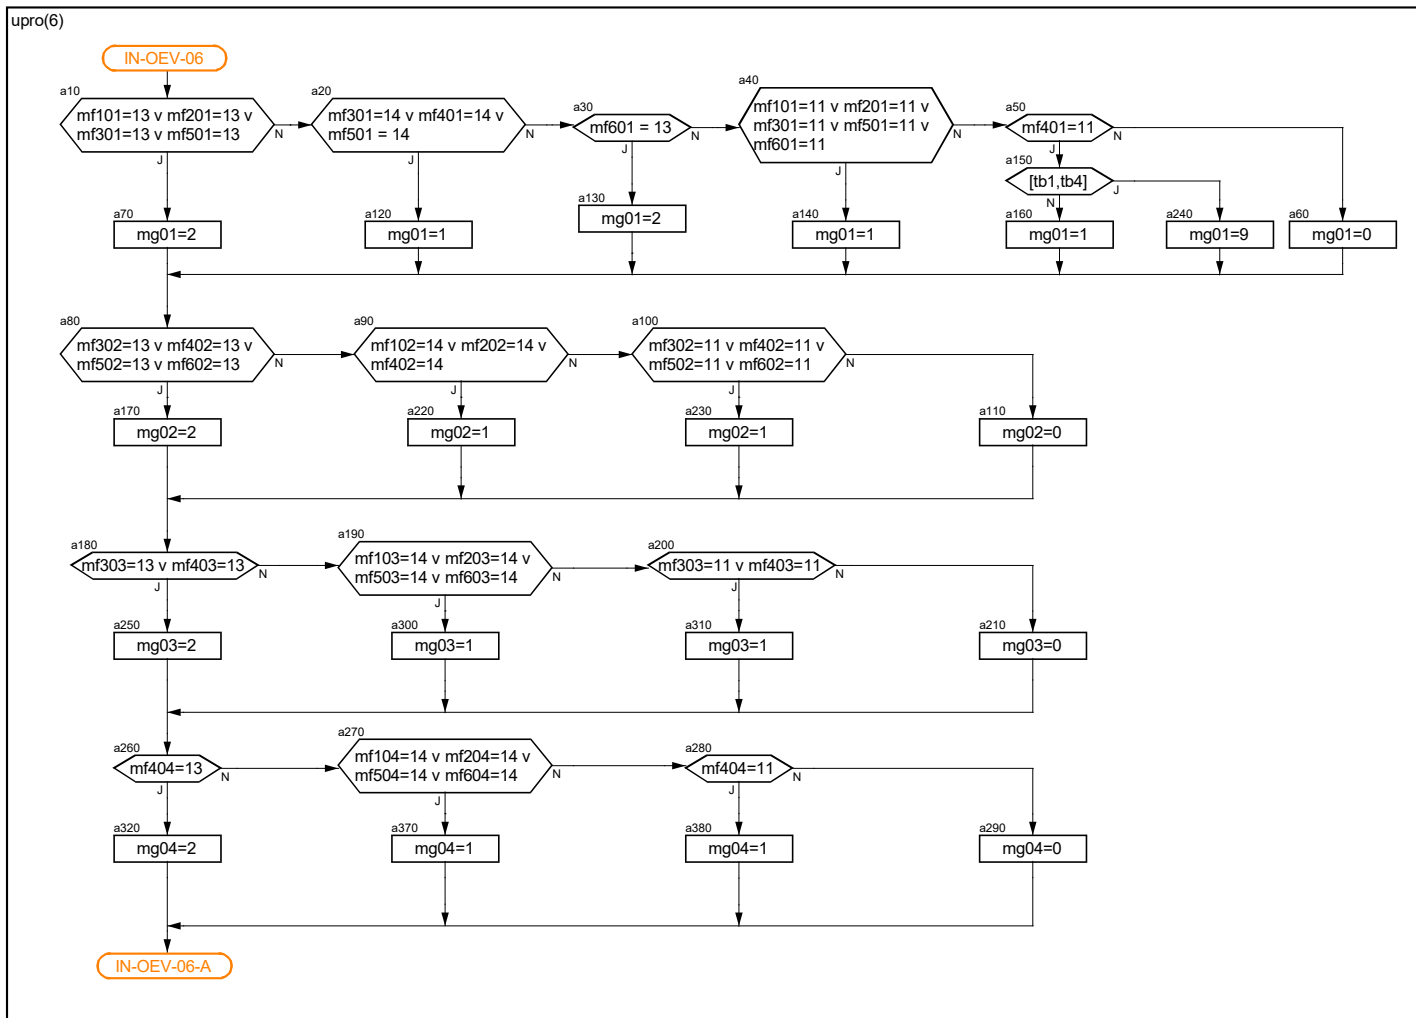 upro(6)
IN-OEV-06
a10
mf101=13 v mf201=13 v
mf301=13 v mf501=13
N
J
a20
mf301=14 v mf401=14 v
mf501 = 14
N
J
a30
mf601 = 13
N
J
a40
mf101=11 v mf201=11 v
mf301=11 v mf501=11 v
mf601=11
N
J
a50
mf401=11
N
J
a150
[tb1,tb4]
J
N
a70
mg01=2
a120
mg01=1
a130
mg01=2
a140
mg01=1
a160
mg01=1
a240
mg01=9
a60
mg01=0
a80
mf302=13 v mf402=13 v
mf502=13 v mf602=13
N
J
a90
mf102=14 v mf202=14 v
mf402=14
N
J
a100
mf302=11 v mf402=11 v
mf502=11 v mf602=11
N
J
a170
mg02=2
a220
mg02=1
a230
mg02=1
a110
mg02=0
a180
mf303=13 v mf403=13
N
J
a190
mf103=14 v mf203=14 v
mf503=14 v mf603=14
N
J
a200
mf303=11 v mf403=11
N
J
a250
mg03=2
a300
mg03=1
a310
mg03=1
a210
mg03=0
a260
mf404=13
N
J
a270
mf104=14 v mf204=14 v
mf504=14 v mf604=14
N
J
a280
mf404=11
N
J
a320
mg04=2
a370
mg04=1
a380
mg04=1
a290
mg04=0
IN-OEV-06-A